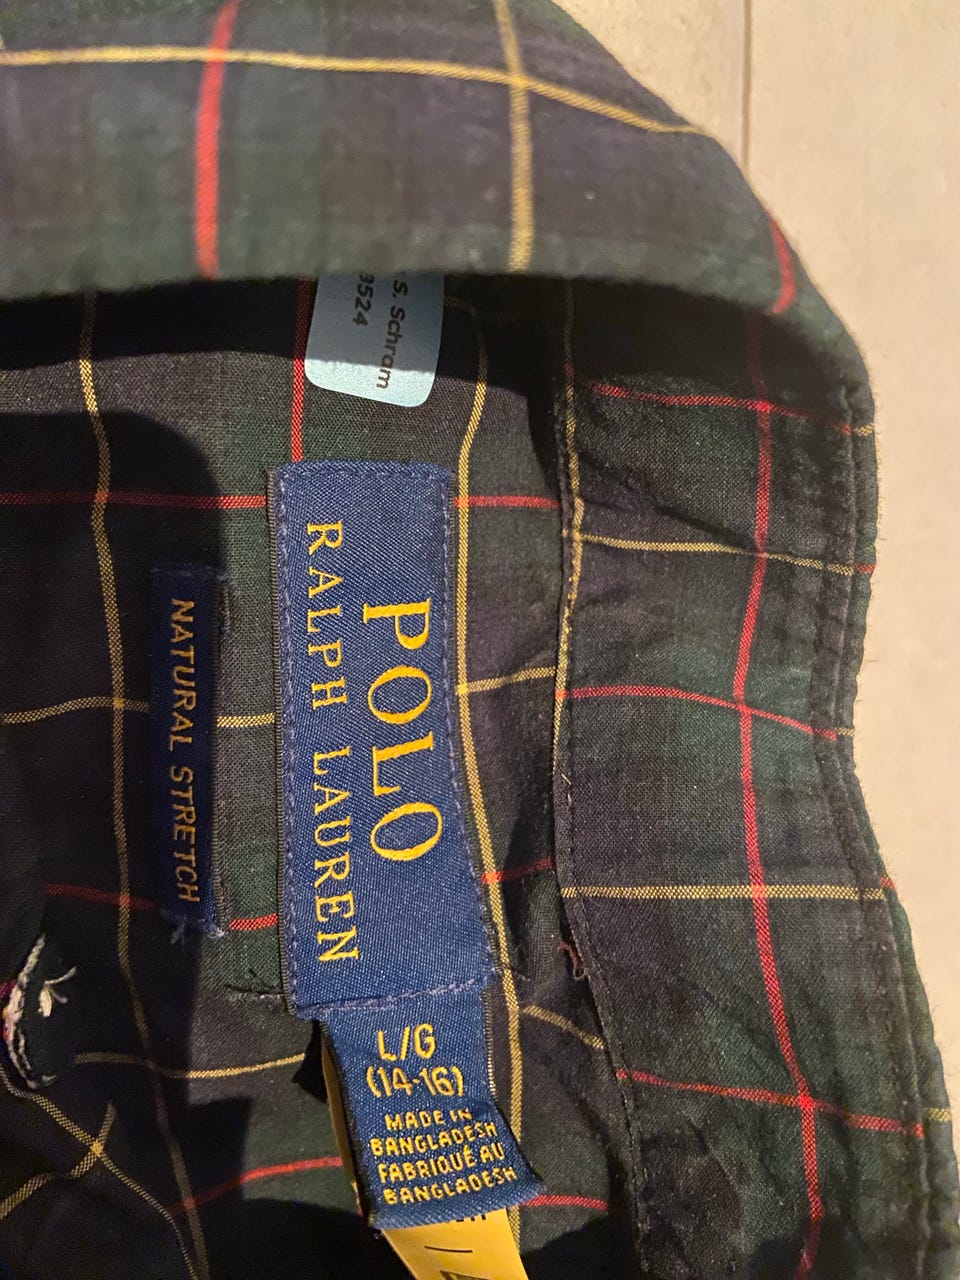 S. Schram
3524
POLO
RALPH LAUREN
NATURAL STRETCH
L/G
(14-16)
MADE IN
BANGLADESH
FABRIQUÉ AU
BANGLADESH